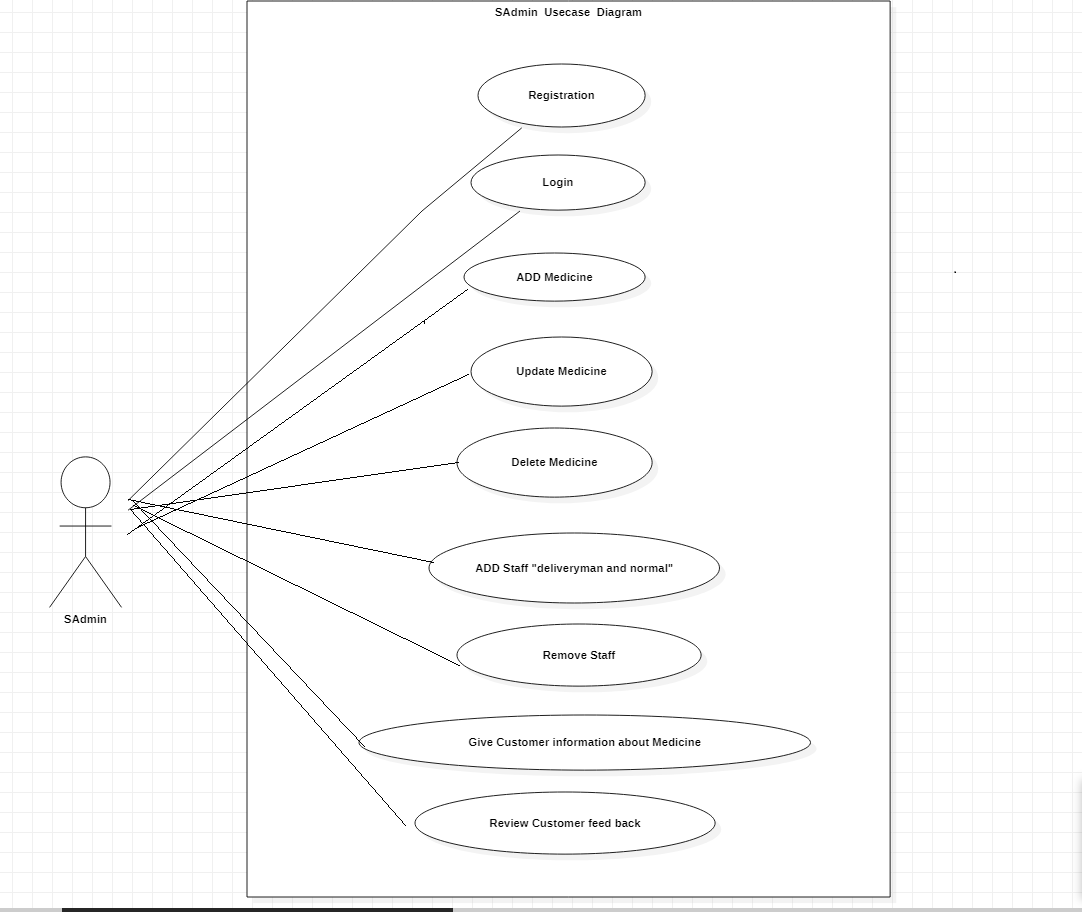 SAdmin Usecase Diagram
Registration
Login
ADD Medicine
Update Medicine
Delete Medicine
ADD Staff "deliveryman and normal"
SAdmin
Remove Staff
Give Customer information about Medicine
Review Customer feed back